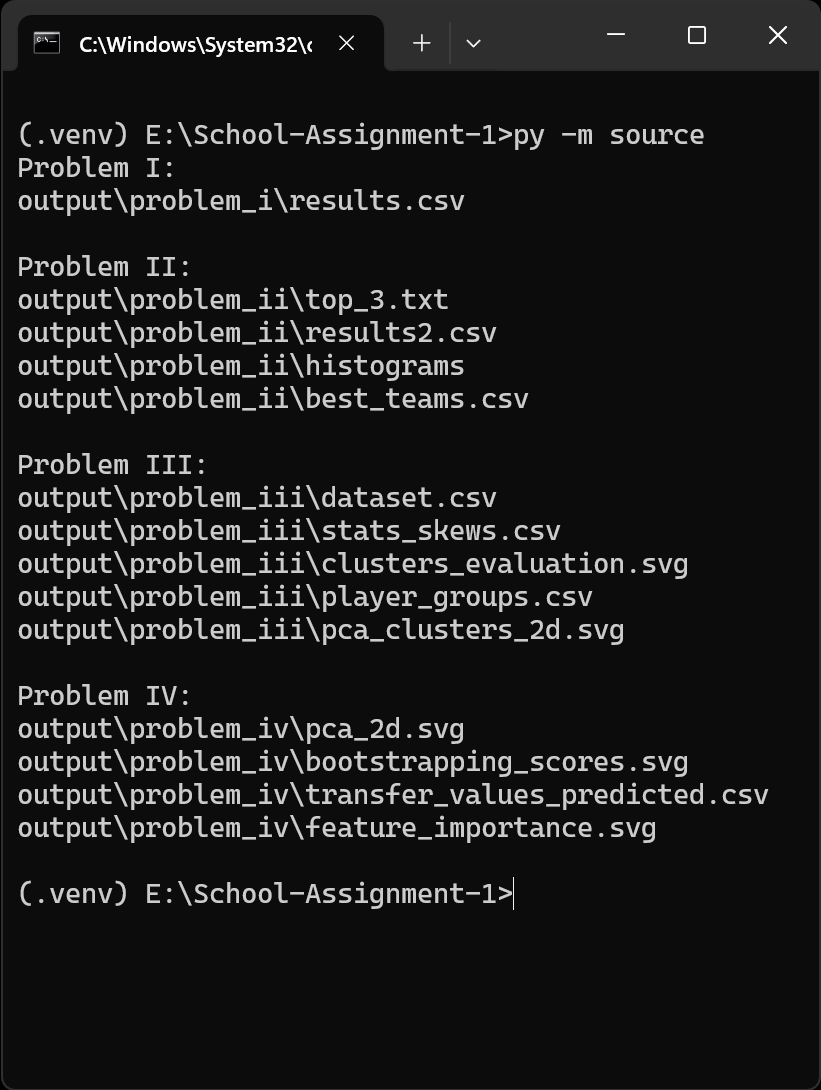 C:\Windows\System32\c
(.venv) E:\School-Assignment-1>py -m source
Problem I:
output\problem_i\results.csv
Problem II:
output\problem_ii\top_3.txt
output\problem_ii\results2.csv
output\problem_ii\histograms
output\problem_ii\best_teams.csv
Problem III:
output\problem_iii\dataset.csv
output\problem_iii\stats_skews.csv
output\problem_iii\clusters_evaluation.svg
output\problem_iii\player_groups.csv
output\problem_iii\pca_clusters_2d.svg
Problem IV:
output\problem_iv\pca_2d.svg
output\problem_iv\bootstrapping_scores.svg
output\problem_iv\transfer_values_predicted.csv
output\problem_iv\feature_importance.svg
(.venv) E:\School-Assignment-1>